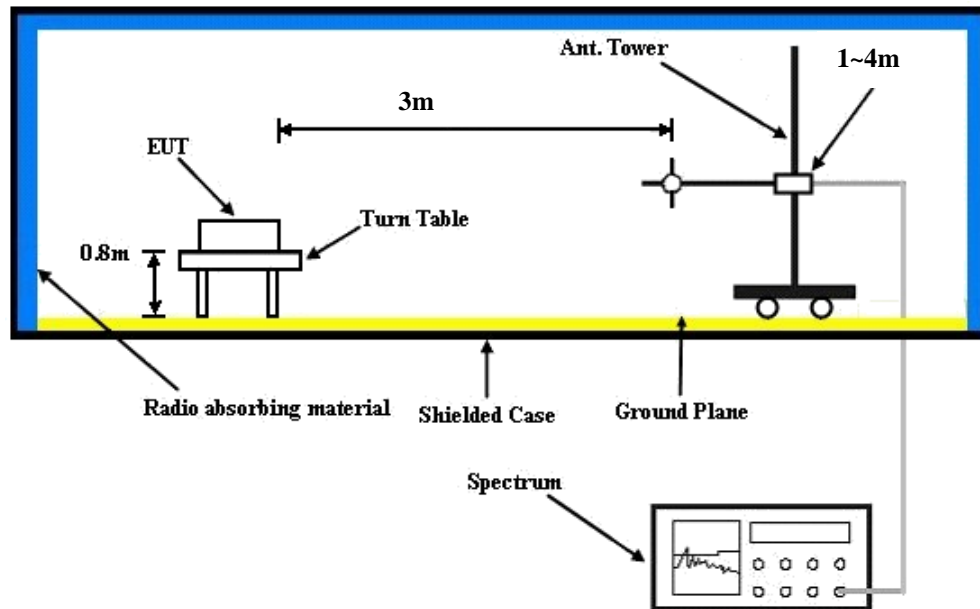 Ant. Tower
1~4m
3m
EUT
Turn Table
0.8m
Radio absorbing material
Shielded Case
Ground Plane
Spectrum